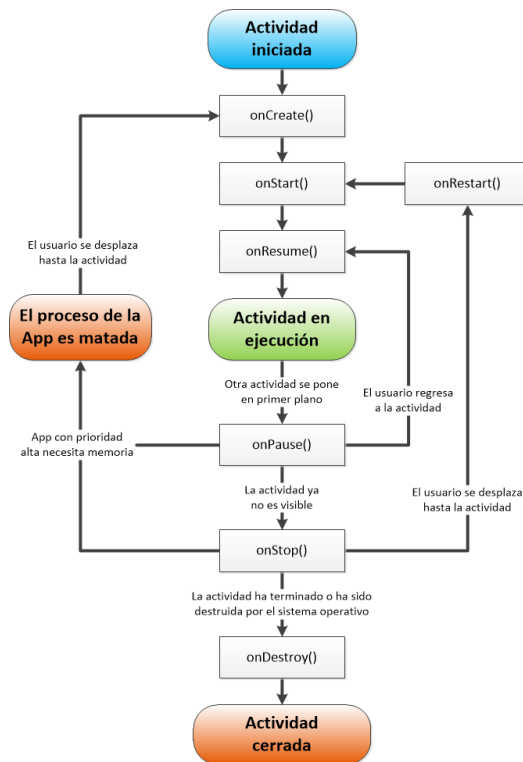 Actividad
iniciada
onCreate()
onStart()
onRestart()
El usuario se desplaza
hasta la actividad
onResume()
El proceso de la
App es matada
Actividad en
ejecución
Otra actividad se pone
en primer plano
El usuario regresa
a la actividad
App con prioridad
alta necesita memoria
onPause()
La actividad ya
no es visible
El usuario se desplaza
hasta la actividad
onStop()
La actividad ha terminado o ha sido
destruida por el sistema operativo
onDestroy()
Actividad
cerrada